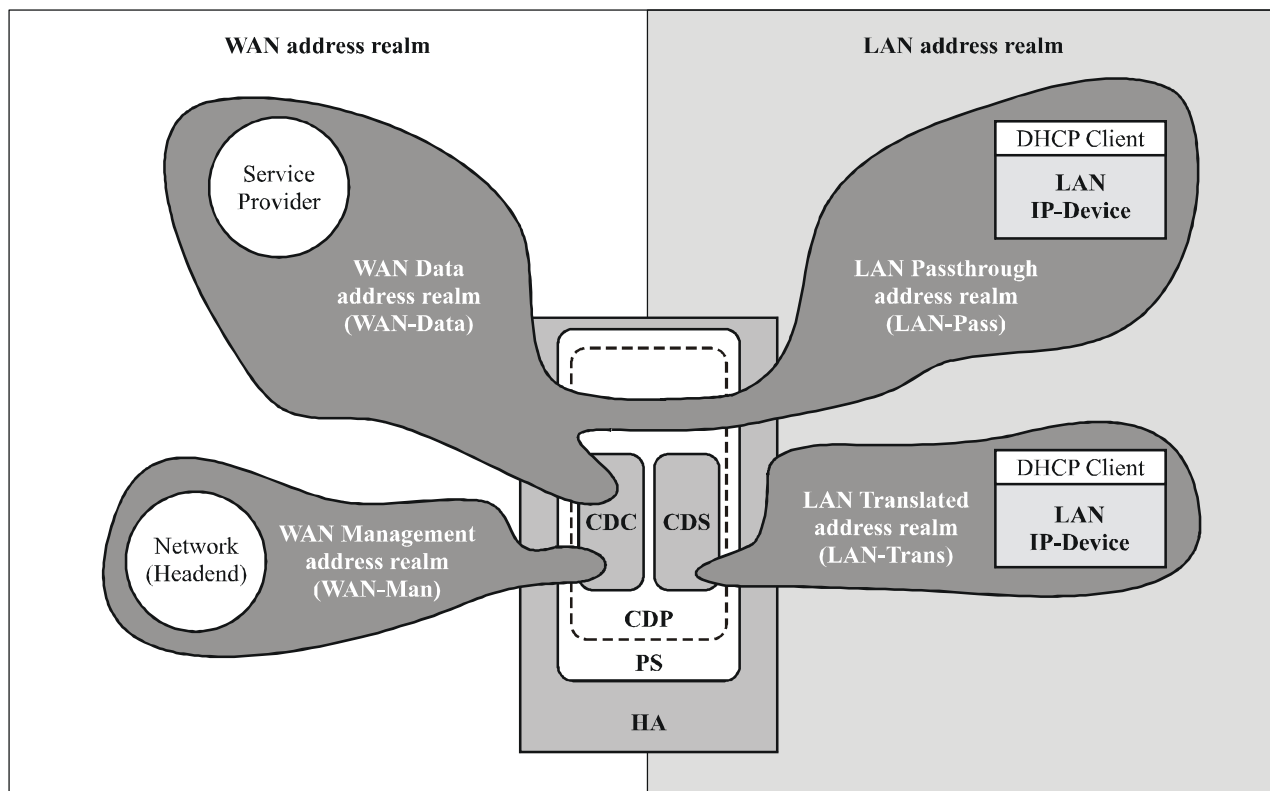 WAN address realm
LAN address realm
Service
Provider
DHCP Client
LAN
IP-Device
WAN Data
address realm
(WAN-Data)
LAN Passthrough
address realm
(LAN-Pass)
Network
(Headend)
WAN Management
address realm
(WAN-Man)
CDC
CDS
LAN Translated
address realm
(LAN-Trans)
DHCP Client
LAN
IP-Device
CDP
PS
HA